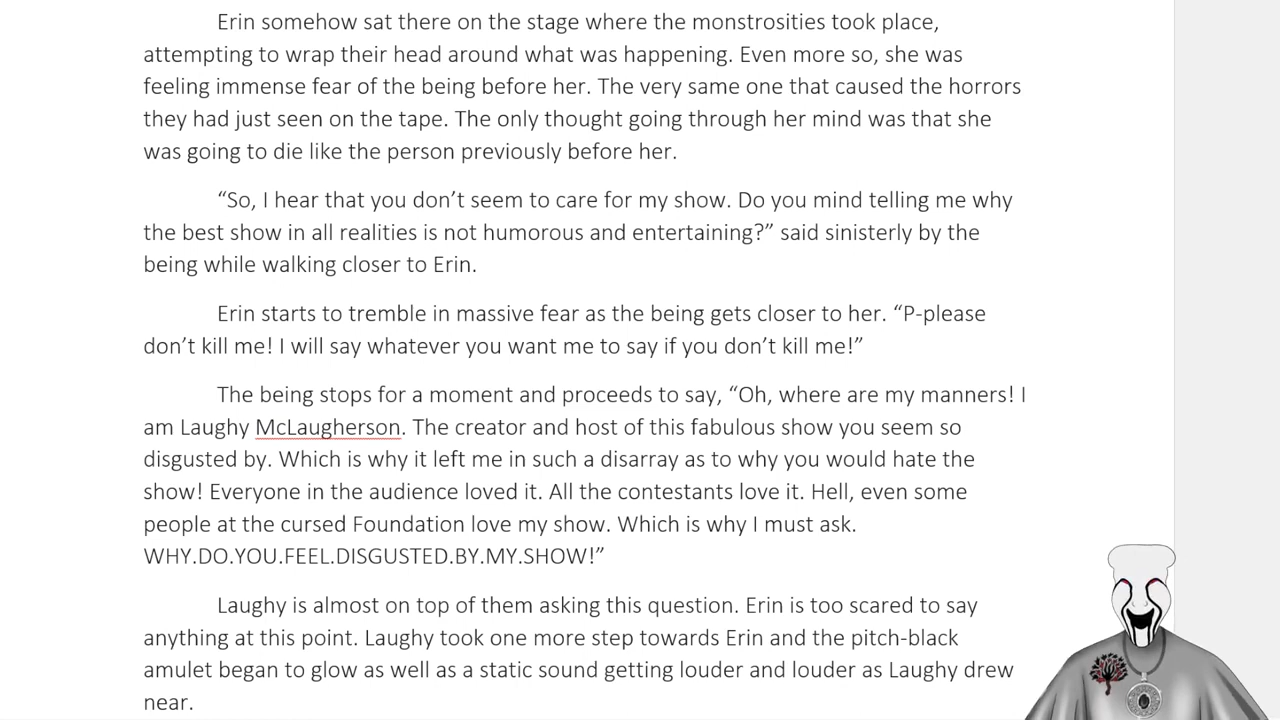 Erin somehow sat there on the stage where the monstrosities took place,
attempting to wrap their head around what was happening. Even more so, she was
feeling immense fear of the being before her. The very same one that caused the horrors
they had just seen on the tape. The only thought going through her mind was that she
was going to die like the person previously before her.
“So, I hear that you don’t seem to care for my show. Do you mind telling me why
the best show in all realities is not humorous and entertaining?” said sinisterly by the
being while walking closer to Erin.
Erin starts to tremble in massive fear as the being gets closer to her. “P-please
don’t kill me! I will say whatever you want me to say if you don’t kill me!”
The being stops for a moment and proceeds to say, “Oh, where are my manners! I
am Laughy McLaugherson. The creator and host of this fabulous show you seem so
disgusted by. Which is why it left me in such a disarray as to why you would hate the
show! Everyone in the audience loved it. All the contestants love it. Hell, even some
people at the cursed Foundation love my show. Which is why I must ask.
WHY.DO.YOU.FEEL.DISGUSTED.BY.MY.SHOW!”
Laughy is almost on top of them asking this question. Erin is too scared to say
anything at this point. Laughy took one more step towards Erin and the pitch-black
amulet began to glow as well as a static sound getting louder and louder as Laughy drew
near.